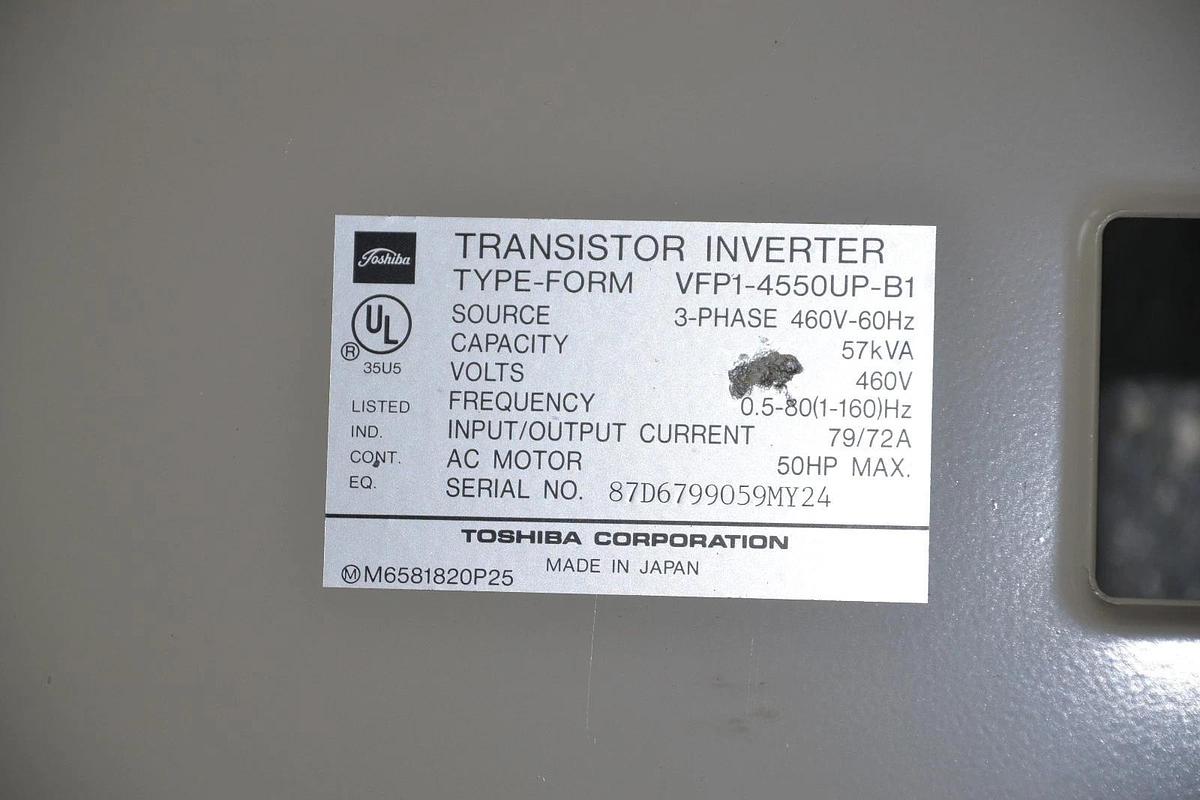 Toshiba
TRANSISTOR INVERTER
TYPE-FORM VFP1-4550UP-B1
SOURCE 3-PHASE 460V-60Hz
CAPACITY 57kVA
VOLTS 460V
FREQUENCY 0.5-80(1-160)Hz
INPUT/OUTPUT CURRENT 79/72A
AC MOTOR 50HP MAX.
SERIAL NO. 87D6799059MY24
UL
®
35U5
LISTED
IND.
CONT.
EQ.
TOSHIBA CORPORATION
MADE IN JAPAN
ⓂM6581820P25